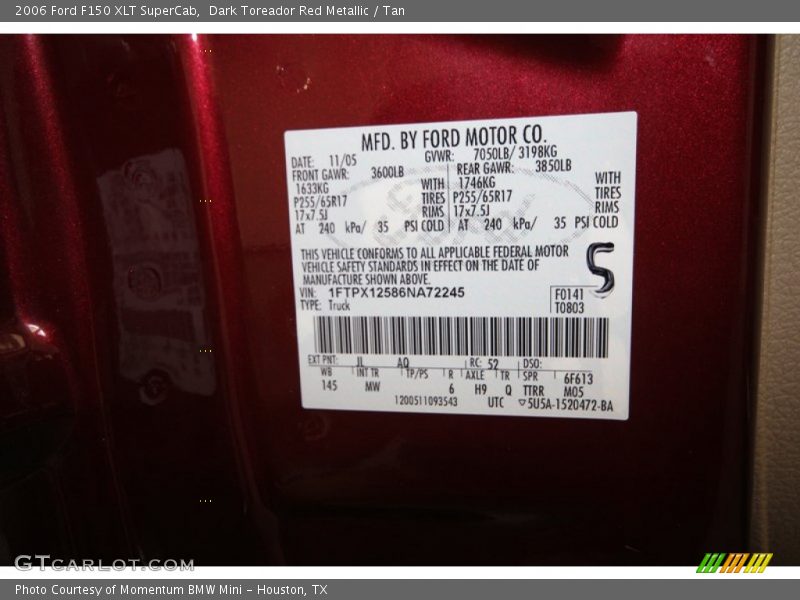 2006 Ford F150 XLT SuperCab, Dark Toreador Red Metallic / Tan
MFD. BY FORD MOTOR CO.
DATE: 11/05 GVWR: 7050LB/ 3198KG
FRONT GAWR: 3600LB REAR GAWR: 3850LB
1633KG WITH 1746KG WITH
P255/65R17 TIRES P255/65R17 TIRES
17x7.5J RIMS 17x7.5J RIMS
AT 240 kPa/ 35 PSI COLD AT 240 kPa/ 35 PSI COLD
THIS VEHICLE CONFORMS TO ALL APPLICABLE FEDERAL MOTOR
VEHICLE SAFETY STANDARDS IN EFFECT ON THE DATE OF
MANUFACTURE SHOWN ABOVE.
5
VIN: 1FTPX12586NA72245 F0141
TYPE: Truck T0803
EXT PNT: JL AQ RC: 52 DSO:
WB INT TR TP/PS R AXLE TR SPR 6F613
145 MW 6 H9 Q TTRR M05
1200511093543 UTC ▽5U5A-1520472-BA
GTCARLOT.COM
Photo Courtesy of Momentum BMW Mini - Houston, TX